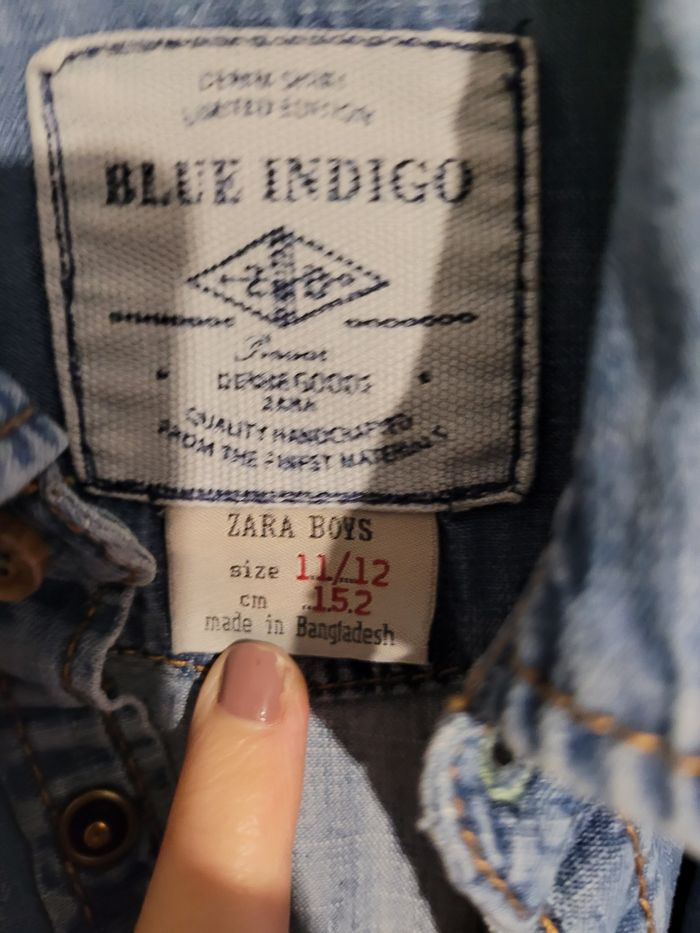 DENIM SHIRT
LIMITED EDITION
BLUE INDIGO
DENIM GOODS
ZARA
QUALITY HANDCRAFTED
FROM THE FINEST MATERIALS
ZARA BOYS
size 11/12
cm 152
made in Bangladesh